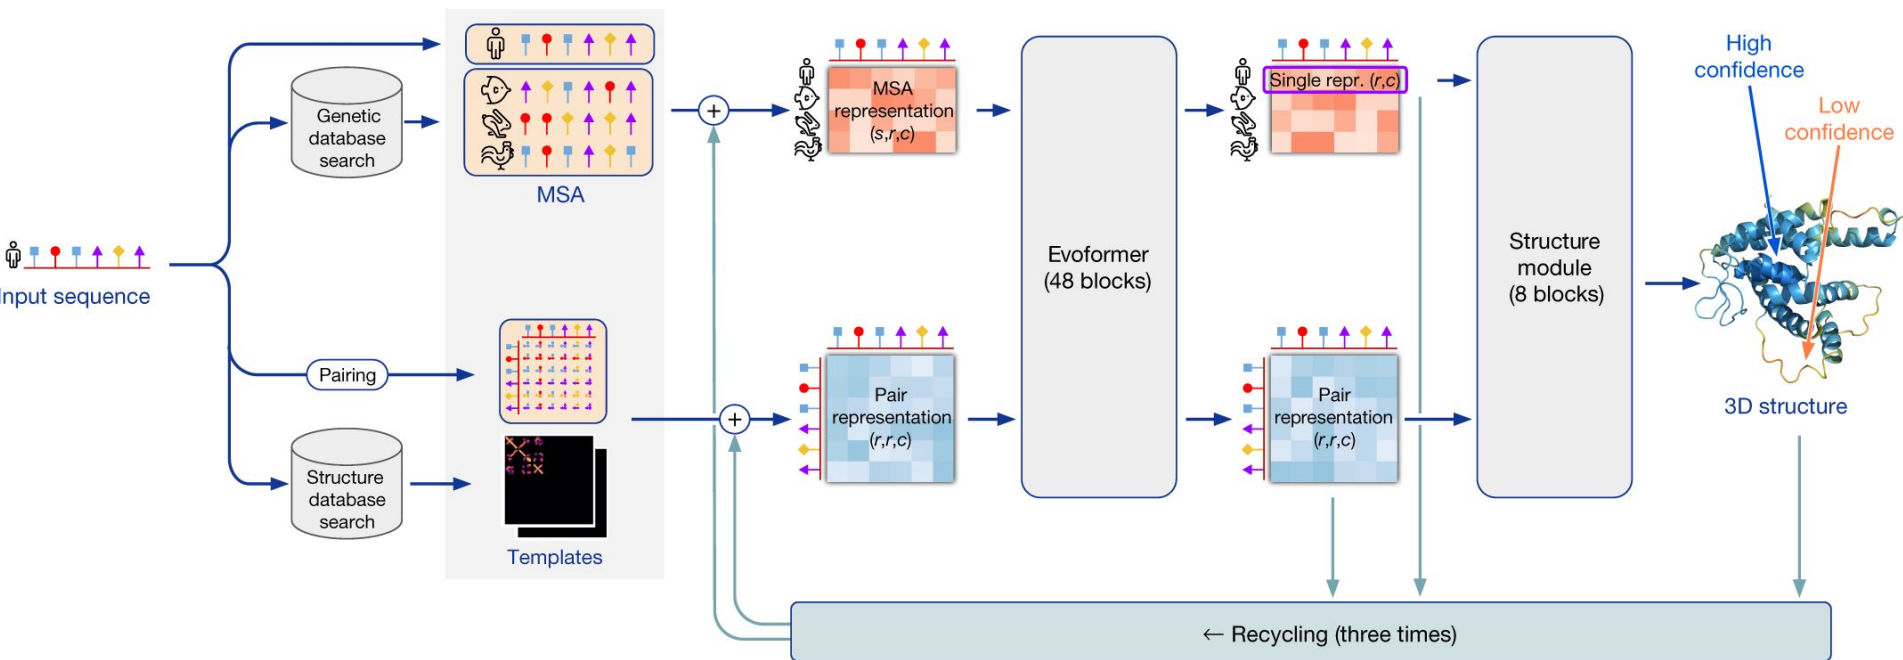 Input sequence
Genetic
database
search
MSA
Pairing
Structure
database
search
Templates
+
+
MSA
representation
(s,r,c)
Pair
representation
(r,r,c)
Evoformer
(48 blocks)
Single repr. (r,c)
Pair
representation
(r,r,c)
Structure
module
(8 blocks)
High
confidence
Low
confidence
3D structure
← Recycling (three times)